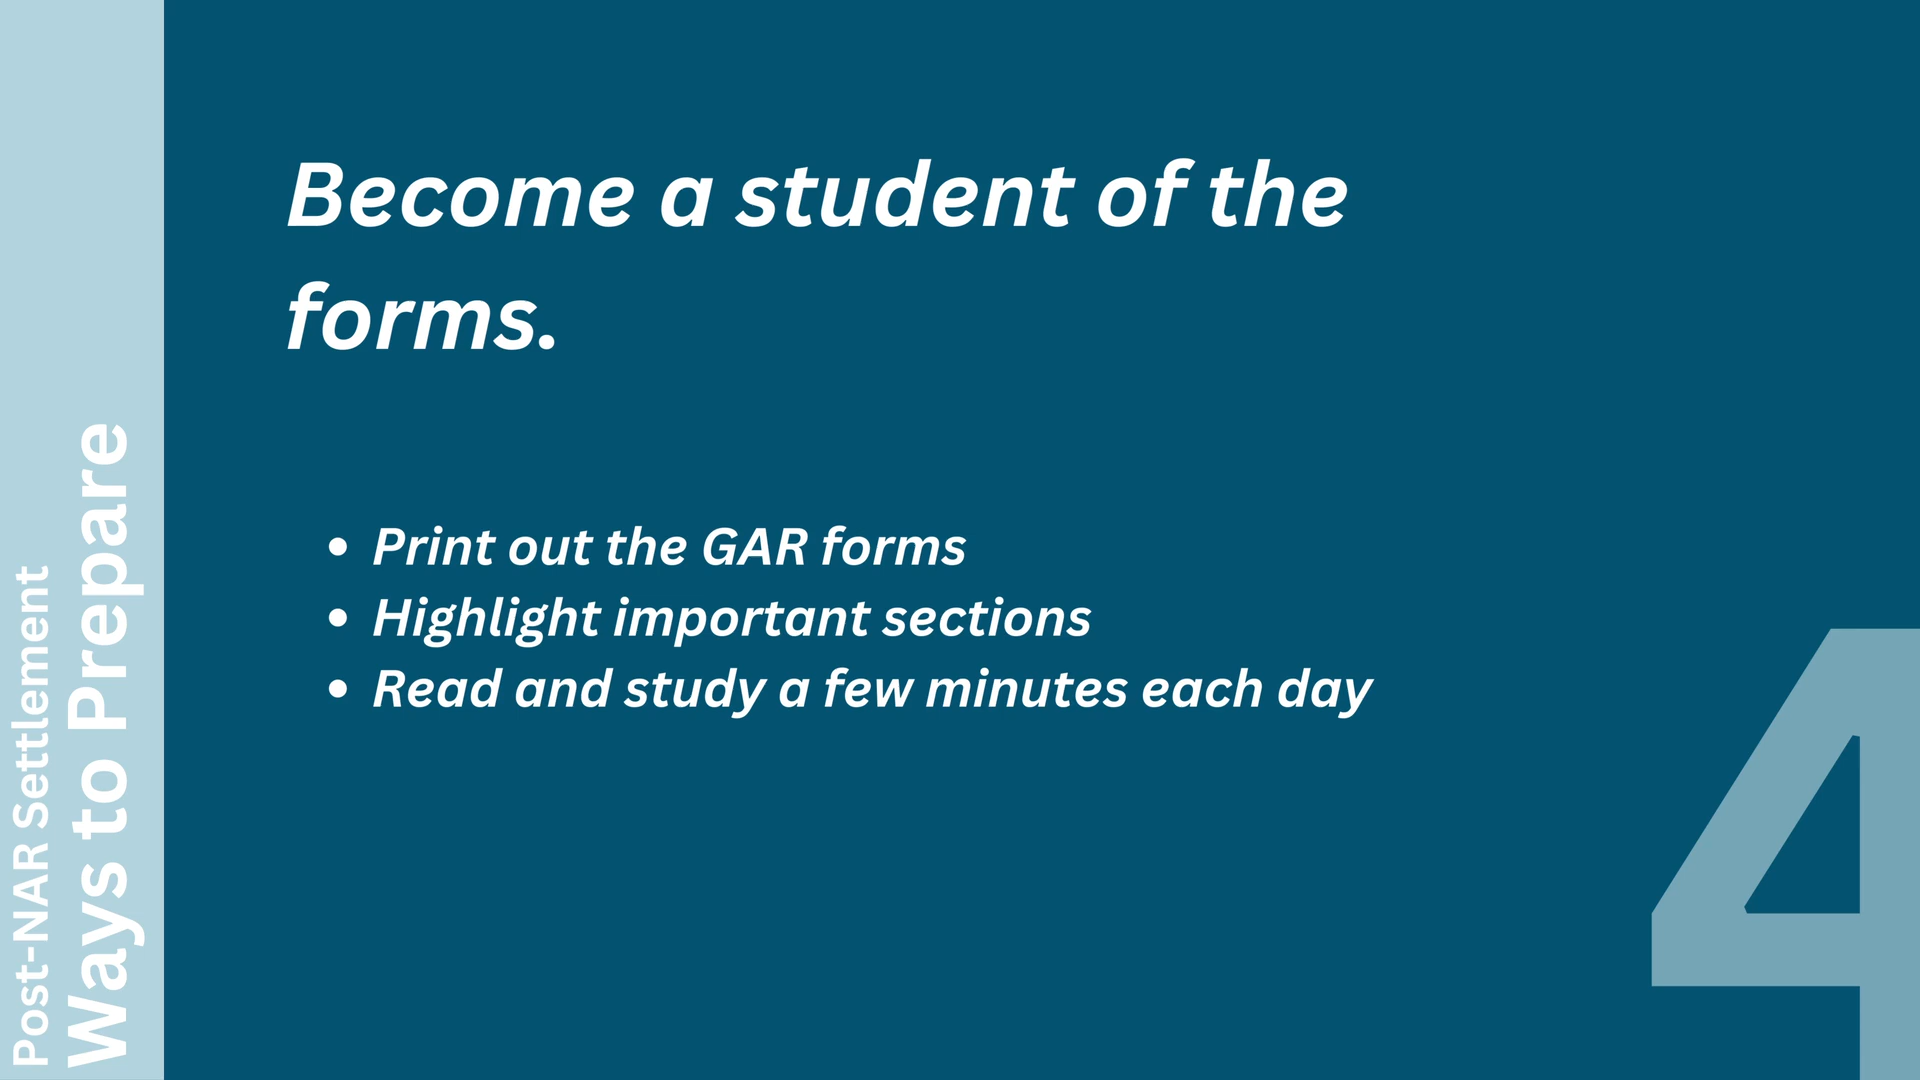 Post-NAR Settlement
Ways to Prepare
Become a student of the
forms.
• Print out the GAR forms
• Highlight important sections
• Read and study a few minutes each day
4